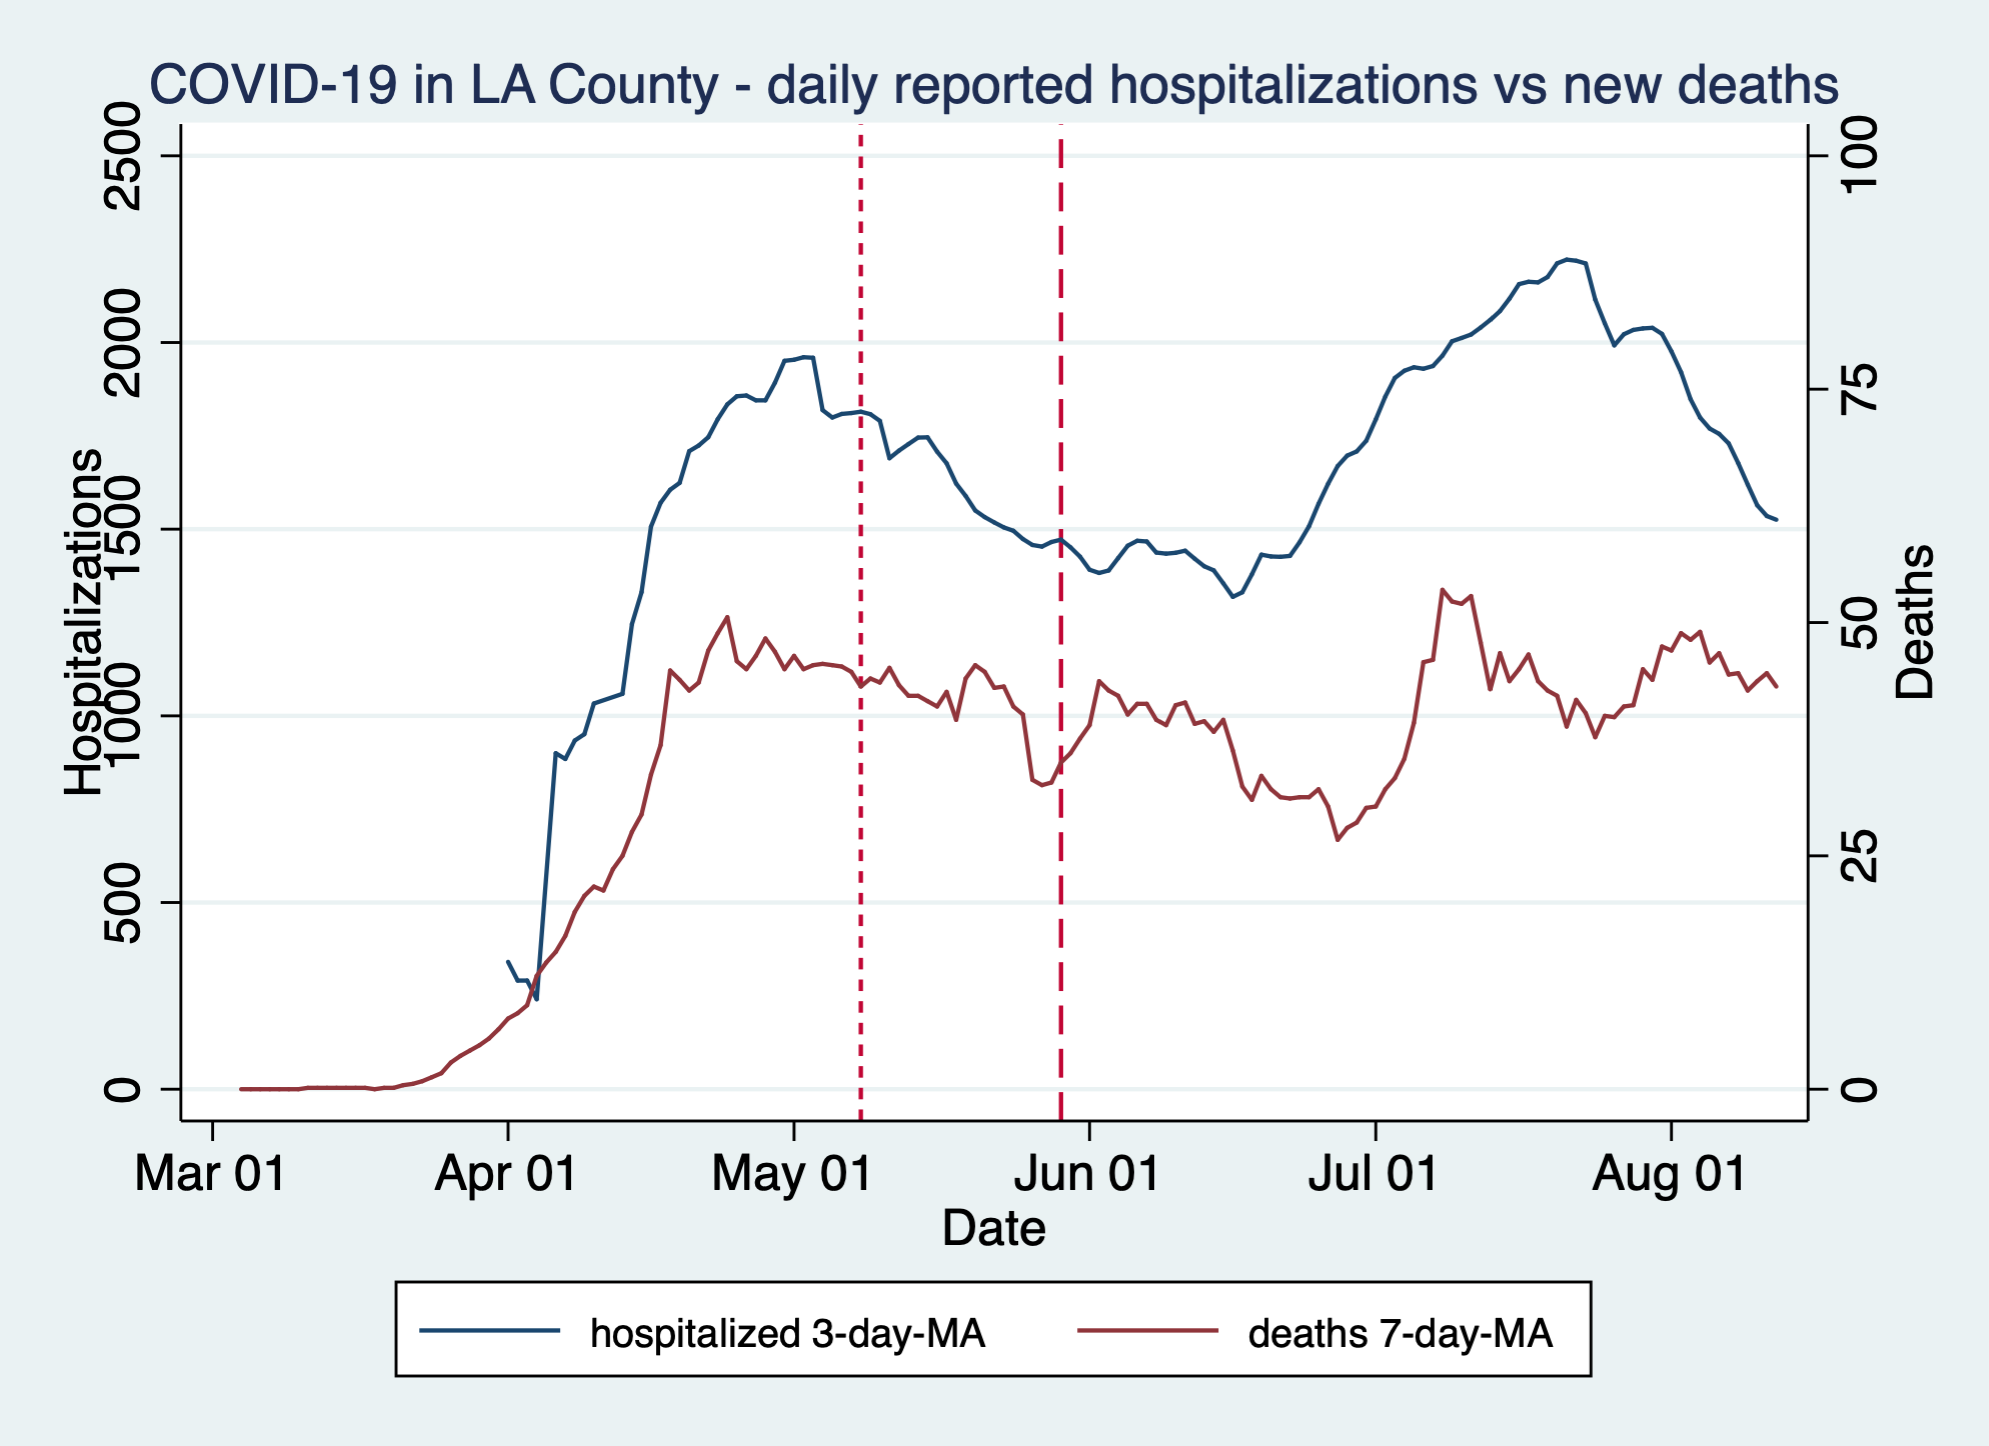 COVID-19 in LA County - daily reported hospitalizations vs new deaths
Hospitalizations
2500
2000
1500
1000
500
0
100
75
50
25
0
Deaths
Mar 01 Apr 01 May 01 Jun 01 Jul 01 Aug 01
Date
hospitalized 3-day-MA deaths 7-day-MA